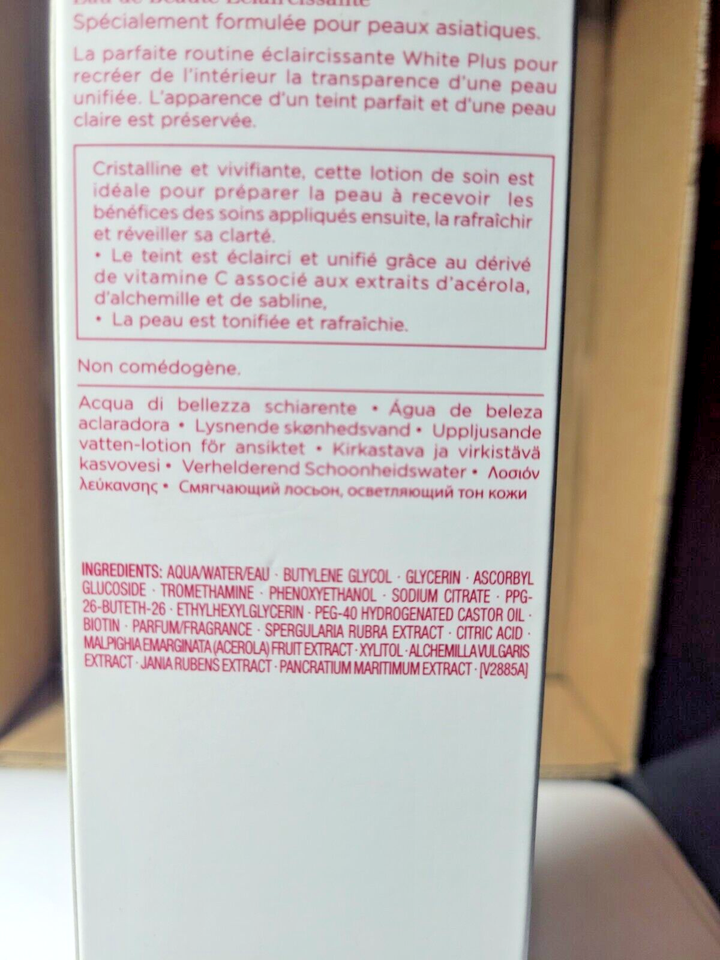 Eau de Beauté Eclaircissante
Spécialement formulée pour peaux asiatiques.
La parfaite routine éclaircissante White Plus pour
recréer de l'intérieur la transparence d'une peau
unifiée. L'apparence d'un teint parfait et d'une peau
claire est préservée.
Cristalline et vivifiante, cette lotion de soin est
idéale pour préparer la peau à recevoir les
bénéfices des soins appliqués ensuite, la rafraîchir
et réveiller sa clarté.
• Le teint est éclairci et unifié grâce au dérivé
de vitamine C associé aux extraits d'acérola,
d'alchemille et de sabline,
• La peau est tonifiée et rafraîchie.
Non comédogène.
Acqua di bellezza schiarente • Água de beleza
aclaradora • Lysnende skønhedsvand • Uppljusande
vatten-lotion för ansiktet • Kirkastava ja virkistävä
kasvovesi • Verhelderend Schoonheidswater • Λοσιόν
λεύκανσης • Смягчающий лосьон, осветляющий тон кожи
INGREDIENTS: AQUA/WATER/EAU · BUTYLENE GLYCOL · GLYCERIN · ASCORBYL
GLUCOSIDE · TROMETHAMINE · PHENOXYETHANOL · SODIUM CITRATE · PPG-
26-BUTETH-26 · ETHYLHEXYLGLYCERIN · PEG-40 HYDROGENATED CASTOR OIL ·
BIOTIN · PARFUM/FRAGRANCE · SPERGULARIA RUBRA EXTRACT · CITRIC ACID ·
MALPIGHIA EMARGINATA (ACEROLA) FRUIT EXTRACT · XYLITOL · ALCHEMILLA VULGARIS
EXTRACT · JANIA RUBENS EXTRACT · PANCRATIUM MARITIMUM EXTRACT · [V2885A]